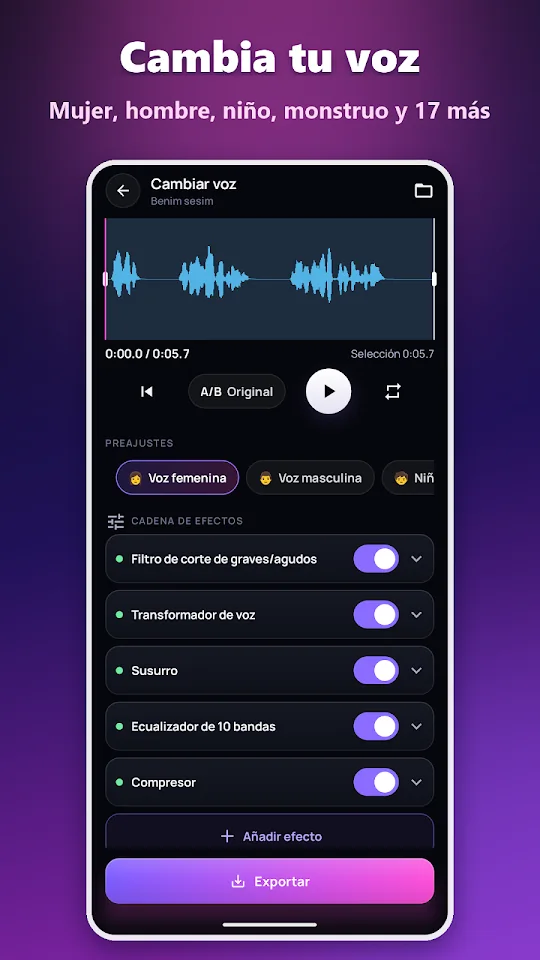 Cambia tu voz
Mujer, hombre, niño, monstruo y 17 más
Cambiar voz
Benim sesim
0:00.0 / 0:05.7
Selección 0:05.7
A/B Original
PREAJUSTES
Voz femenina
Voz masculina
Niñ
CADENA DE EFECTOS
Filtro de corte de graves/agudos
Transformador de voz
Susurro
Ecualizador de 10 bandas
Compresor
Añadir efecto
Exportar